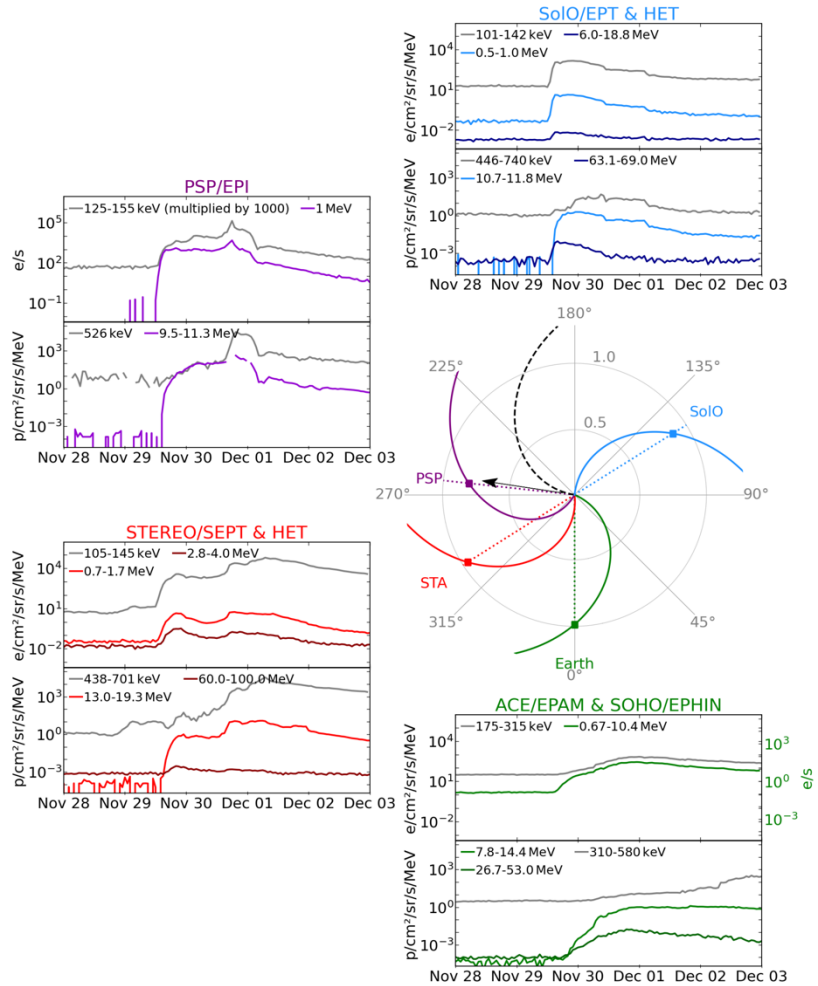 SolO/EPT & HET
101-142 keV 6.0-18.8 MeV
0.5-1.0 MeV
10⁴
10¹
10⁻²
e/cm²/sr/s/MeV
446-740 keV 63.1-69.0 MeV
10.7-11.8 MeV
10³
10⁰
10⁻³
p/cm²/sr/s/MeV
Nov 28 Nov 29 Nov 30 Dec 01 Dec 02 Dec 03
PSP/EPI
125-155 keV (multiplied by 1000) 1 MeV
10⁵
10²
10⁻¹
e/s
526 keV 9.5-11.3 MeV
10³
10⁰
10⁻³
p/cm²/sr/s/MeV
Nov 28 Nov 29 Nov 30 Dec 01 Dec 02 Dec 03
180°
225° 135°
1.0
0.5
SolO
PSP
270° 90°
STA
315° 45°
Earth
0°
STEREO/SEPT & HET
105-145 keV 2.8-4.0 MeV
0.7-1.7 MeV
10⁴
10¹
10⁻²
e/cm²/sr/s/MeV
438-701 keV 60.0-100.0 MeV
13.0-19.3 MeV
10³
10⁰
10⁻³
p/cm²/sr/s/MeV
Nov 28 Nov 29 Nov 30 Dec 01 Dec 02 Dec 03
ACE/EPAM & SOHO/EPHIN
175-315 keV 0.67-10.4 MeV
10⁴
10¹
10⁻²
e/cm²/sr/s/MeV
10³
10⁰
10⁻³
e/s
7.8-14.4 MeV 310-580 keV
26.7-53.0 MeV
10³
10⁰
10⁻³
p/cm²/sr/s/MeV
Nov 28 Nov 29 Nov 30 Dec 01 Dec 02 Dec 03